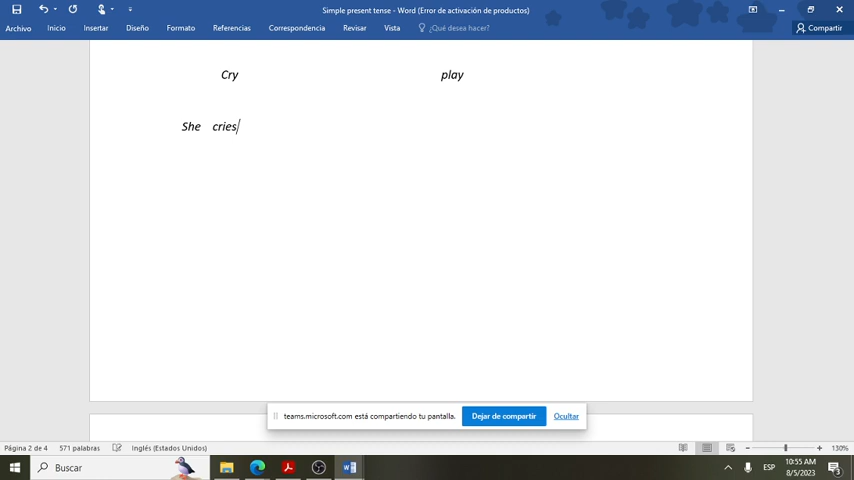 Simple present tense - Word (Error de activación de productos)
Archivo Inicio Insertar Diseño Formato Referencias Correspondencia Revisar Vista ¿Qué desea hacer? Compartir
Cry play
She cries
teams.microsoft.com está compartiendo tu pantalla. Dejar de compartir Ocultar
Página 2 de 4 571 palabras Inglés (Estados Unidos) 130%
Buscar ESP 10:55 AM
8/5/2023 3